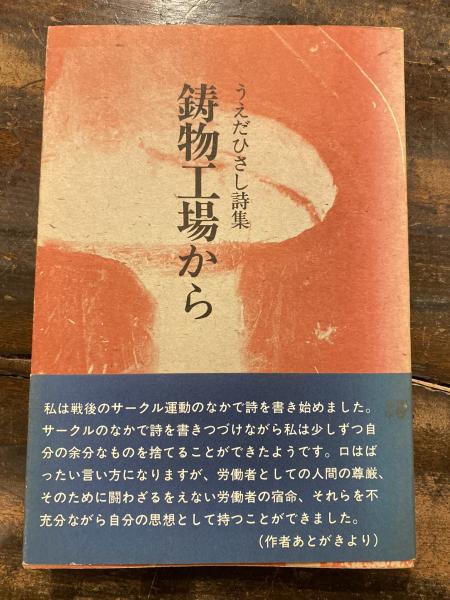 うえだひさし詩集
鋳物工場から
私は戦後のサークル運動のなかで詩を書き始めました。
サークルのなかで詩を書きつづけながら私は少しずつ自
分の余分なものを捨てることができたようです。口はば
ったい言い方になりますが、労働者としての人間の尊厳、
そのために闘わざるをえない労働者の宿命、それらを不
充分ながら自分の思想として持つことができました。
(作者あとがきより)